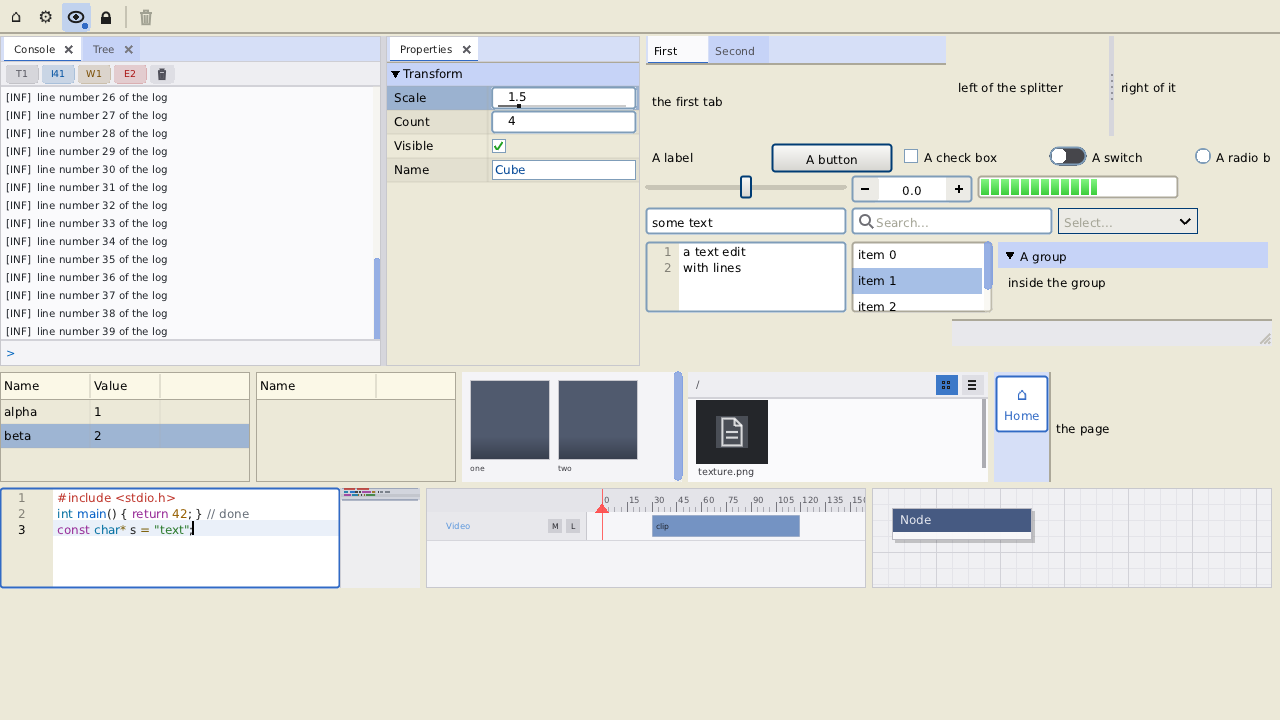 Console
Tree
T1 I41 W1 E2
[INF] line number 26 of the log
[INF] line number 27 of the log
[INF] line number 28 of the log
[INF] line number 29 of the log
[INF] line number 30 of the log
[INF] line number 31 of the log
[INF] line number 32 of the log
[INF] line number 33 of the log
[INF] line number 34 of the log
[INF] line number 35 of the log
[INF] line number 36 of the log
[INF] line number 37 of the log
[INF] line number 38 of the log
[INF] line number 39 of the log
>
Properties
Transform
Scale 1.5
Count 4
Visible
Name Cube
First Second
the first tab
left of the splitter
right of it
A label
A button
A check box
A switch
A radio b
0.0
some text
Search...
Select...
1 a text edit
2 with lines
item 0
item 1
item 2
A group
inside the group
Name Value
alpha 1
beta 2
Name
one two
/
texture.png
Home
the page
1 #include <stdio.h>
2 int main() { return 42; } // done
3 const char* s = "text";
0 15 30 45 60 75 90 105 120 135 150
Video M L
clip
Node